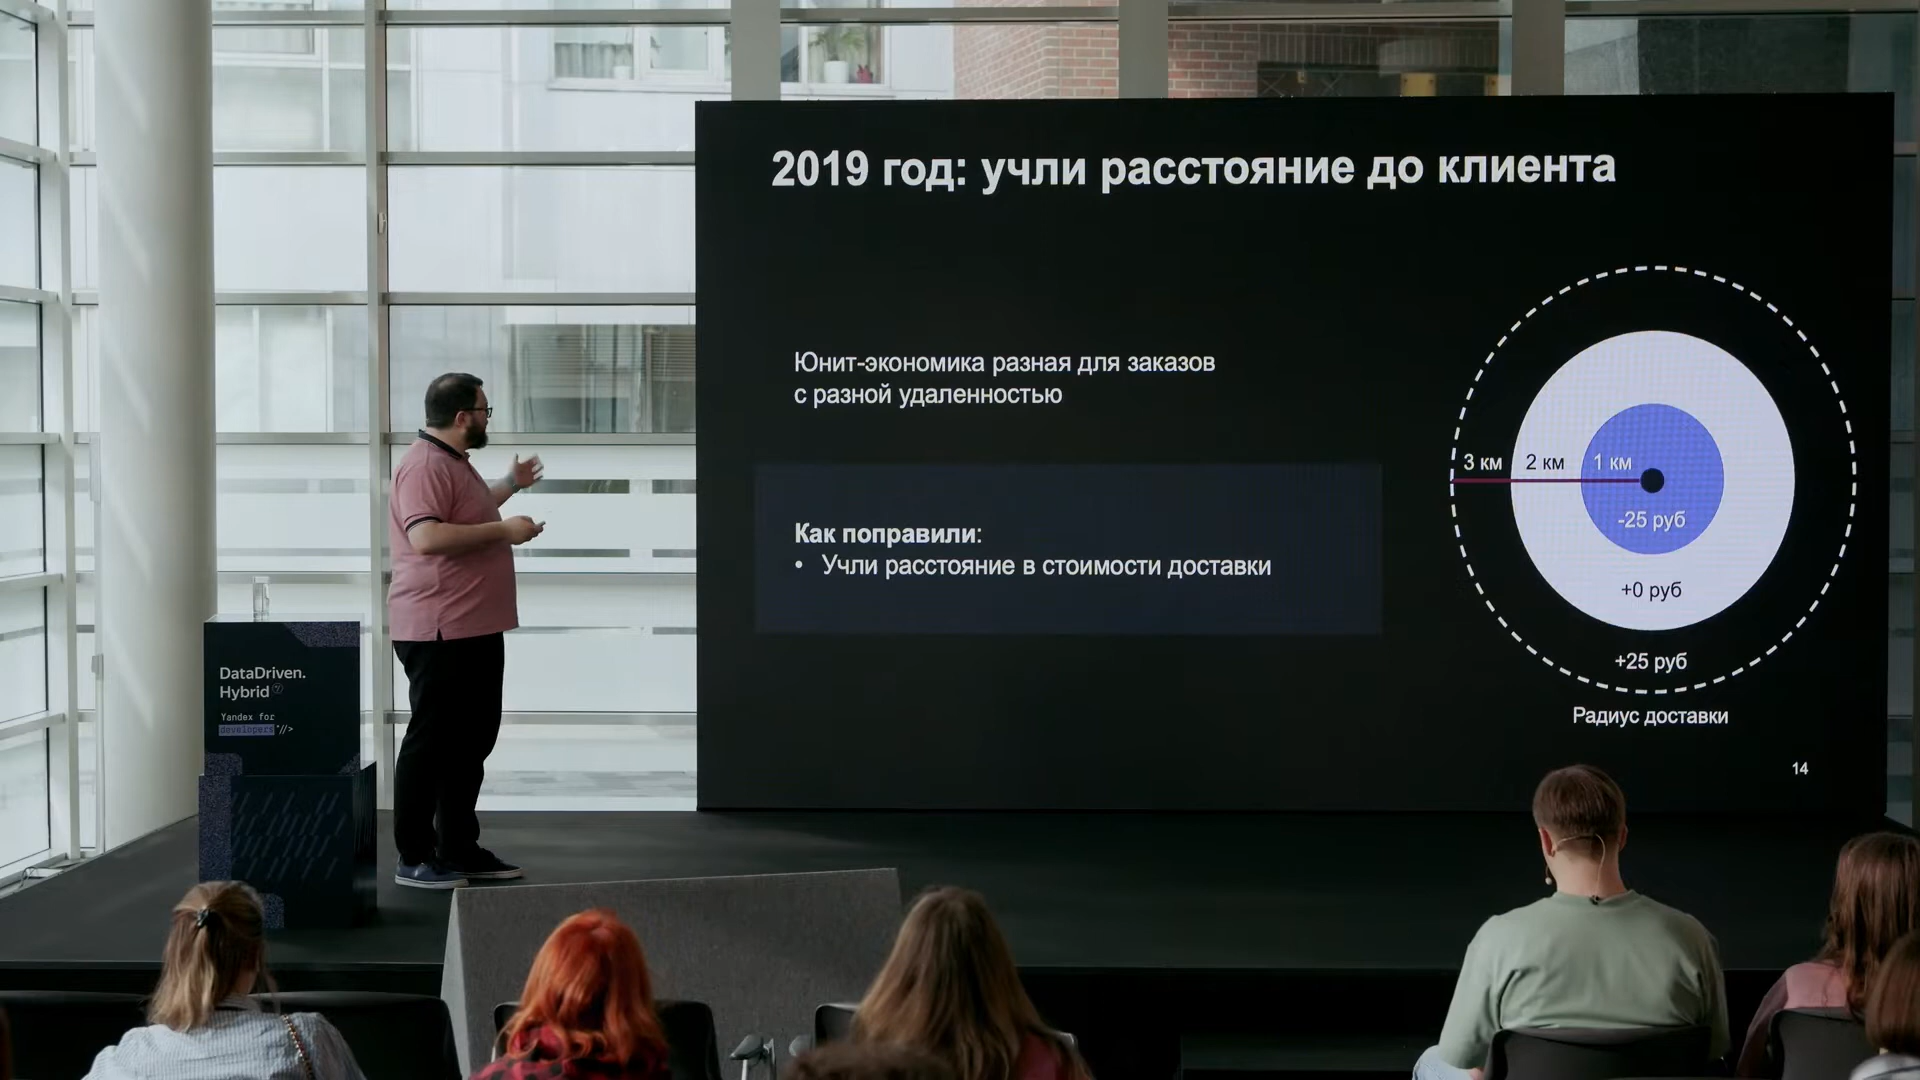 2019 год: учли расстояние до клиента
Юнит-экономика разная для заказов
с разной удаленностью
Как поправили:
• Учли расстояние в стоимости доставки
3 км
2 км
1 км
-25 руб
+0 руб
+25 руб
Радиус доставки
14
DataDriven.
Hybrid
Yandex for
developers